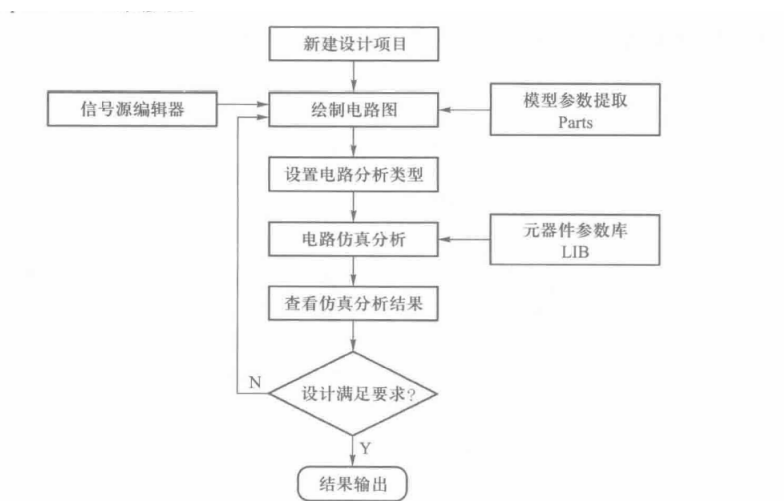 新建设计项目
信号源编辑器
绘制电路图
模型参数提取
Parts
设置电路分析类型
电路仿真分析
元器件参数库
LIB
查看仿真分析结果
设计满足要求?
N
Y
结果输出